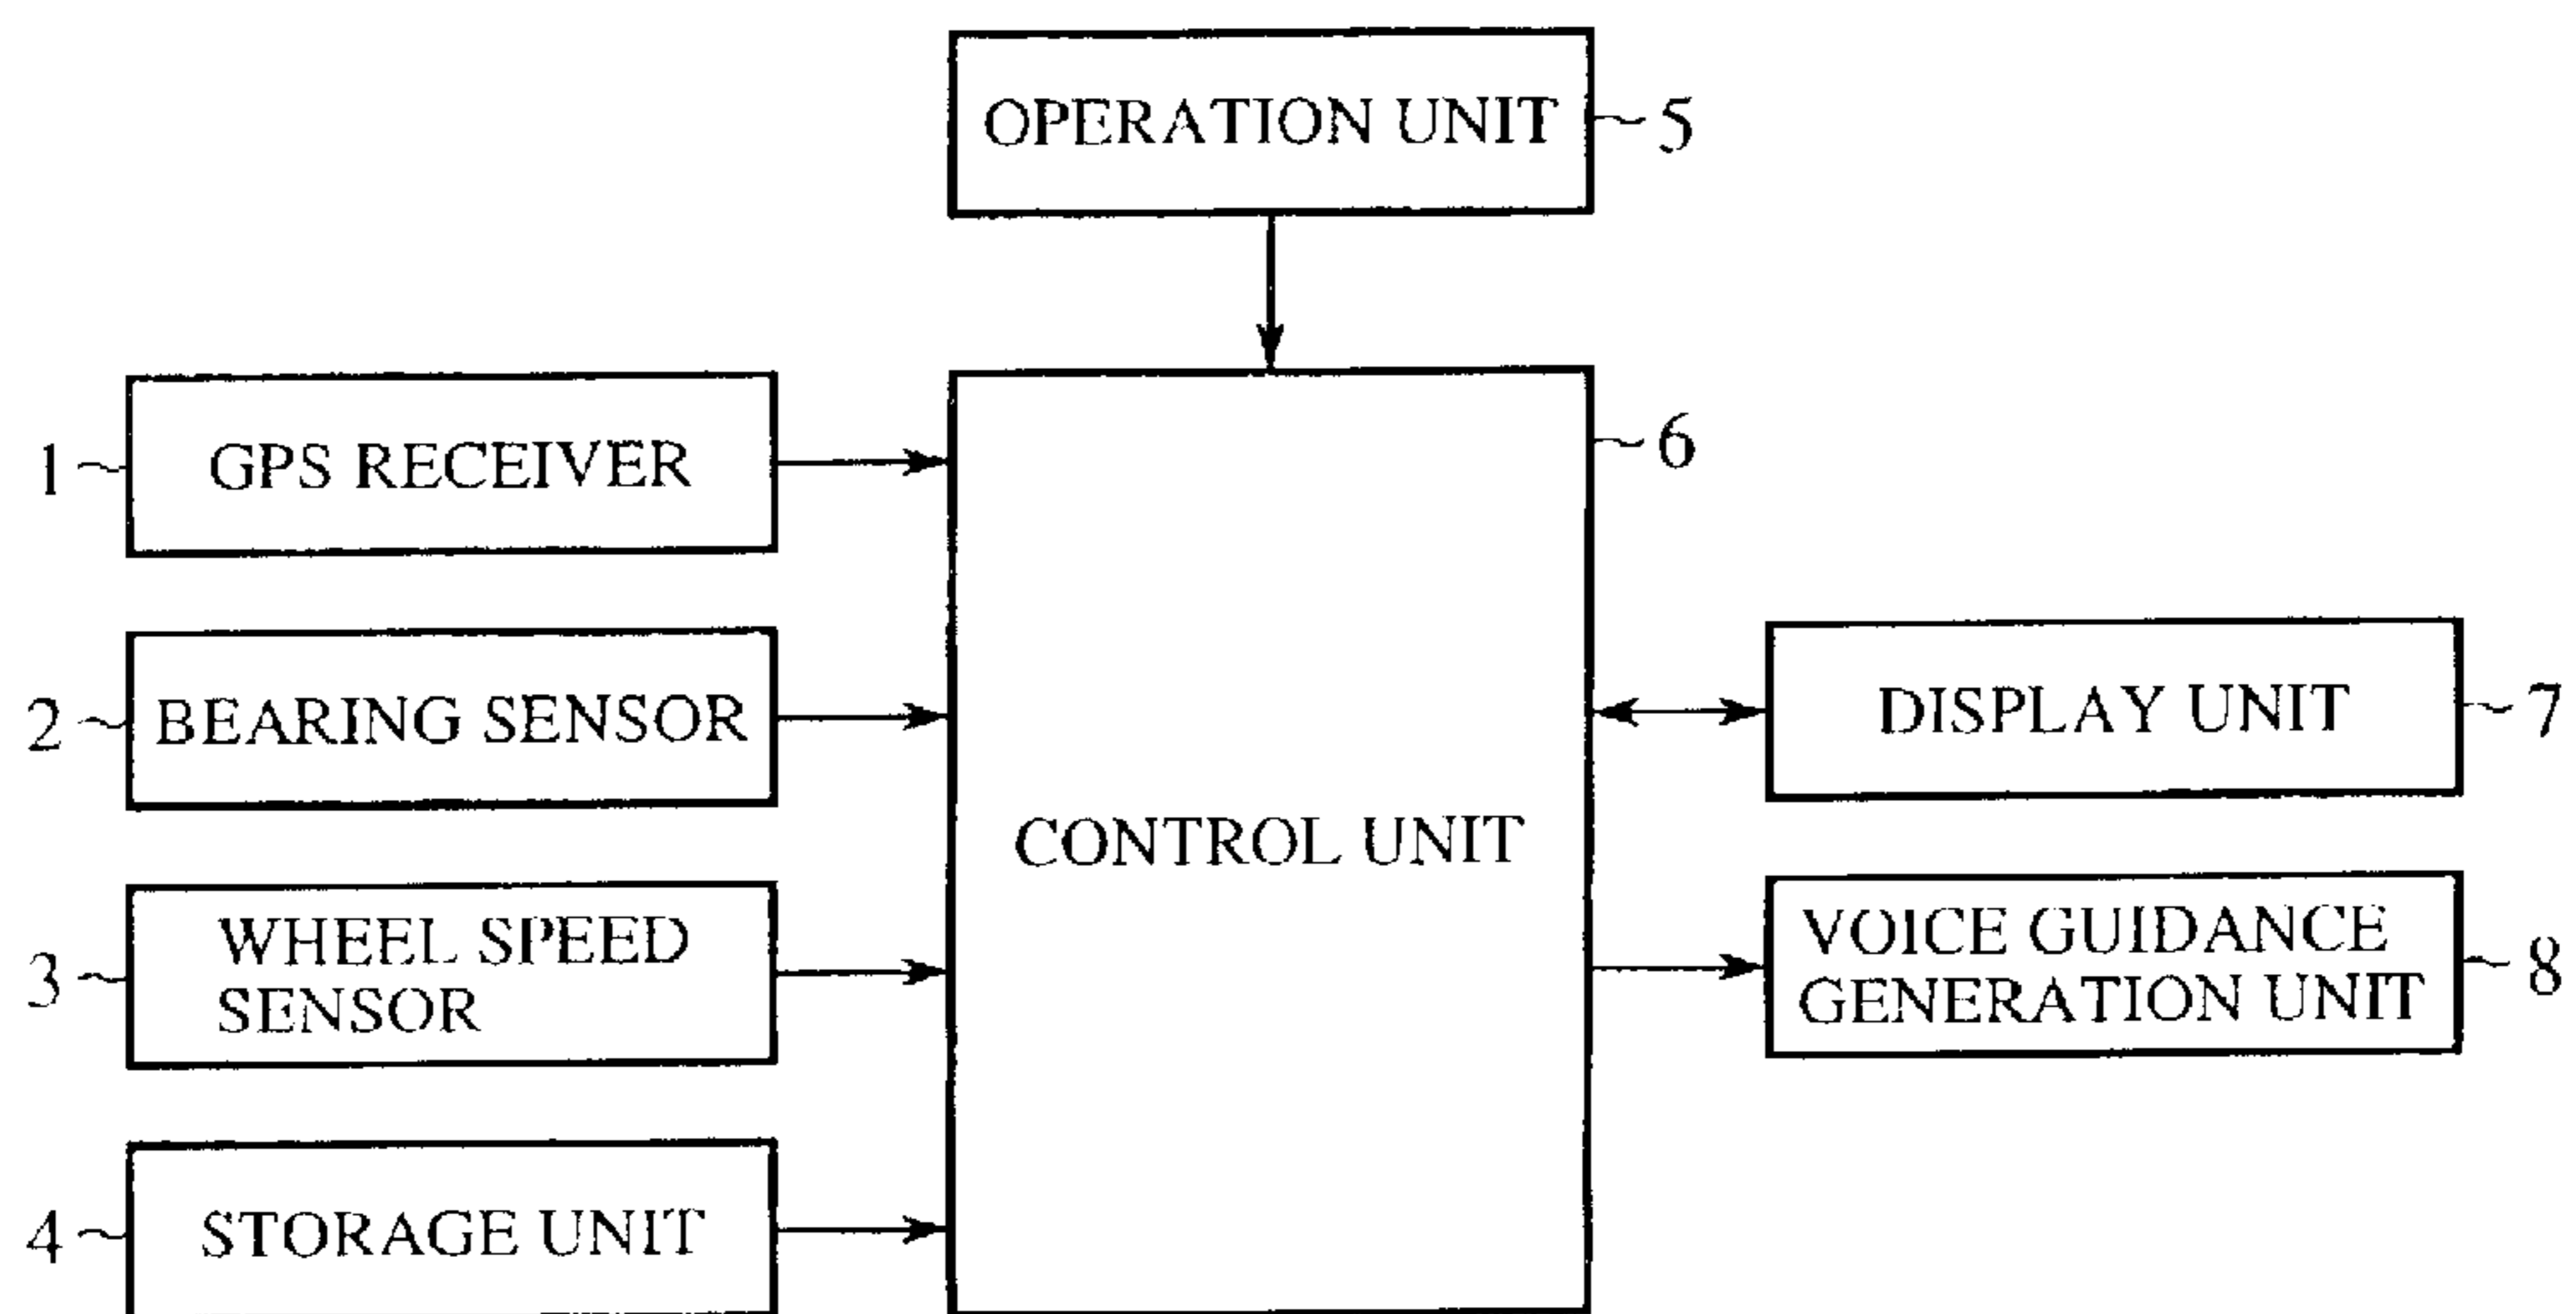 OPERATION UNIT
5
1
GPS RECEIVER
6
2
BEARING SENSOR
DISPLAY UNIT
7
CONTROL UNIT
3
WHEEL SPEED
SENSOR
VOICE GUIDANCE
GENERATION UNIT
8
4
STORAGE UNIT